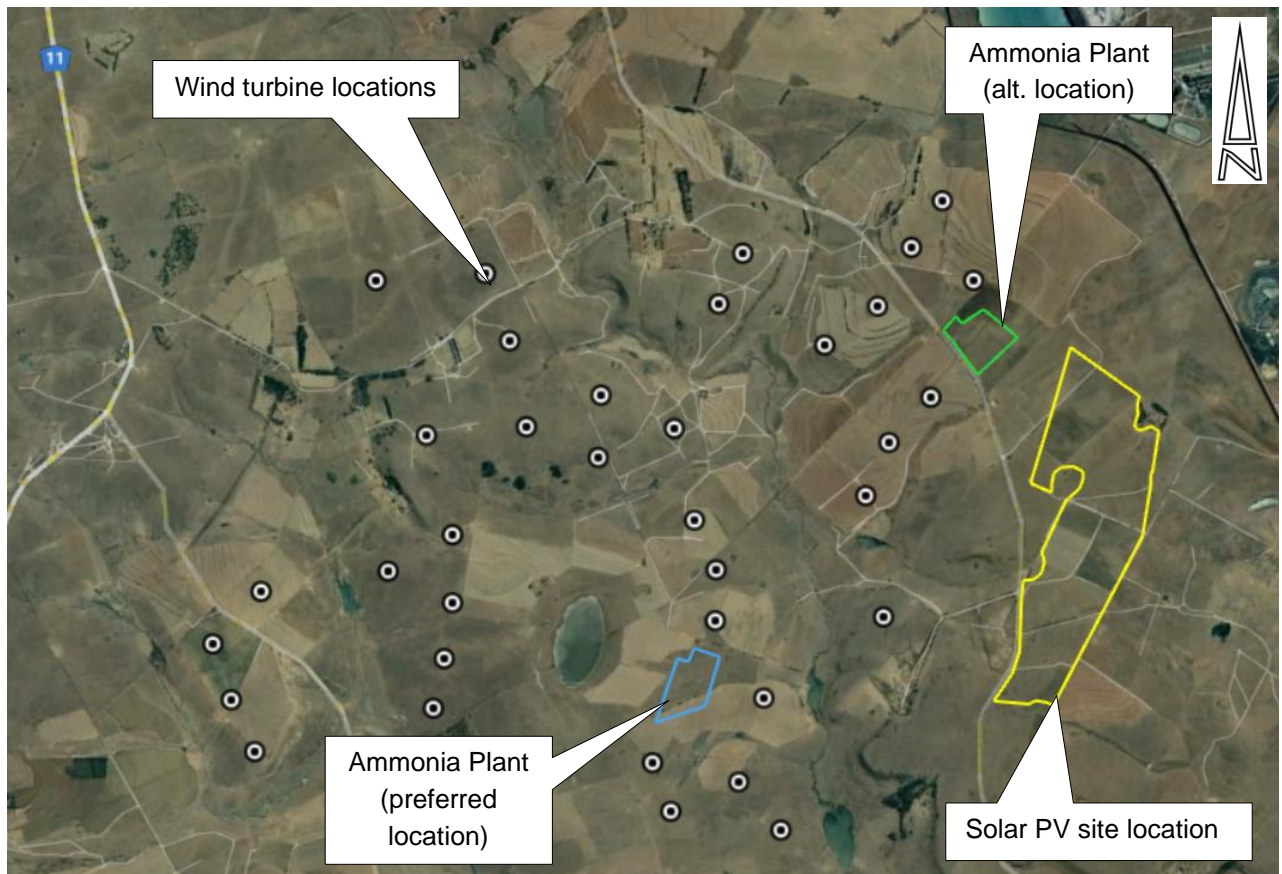 11
Wind turbine locations
Ammonia Plant
(alt. location)
N
Ammonia Plant
(preferred
location)
Solar PV site location